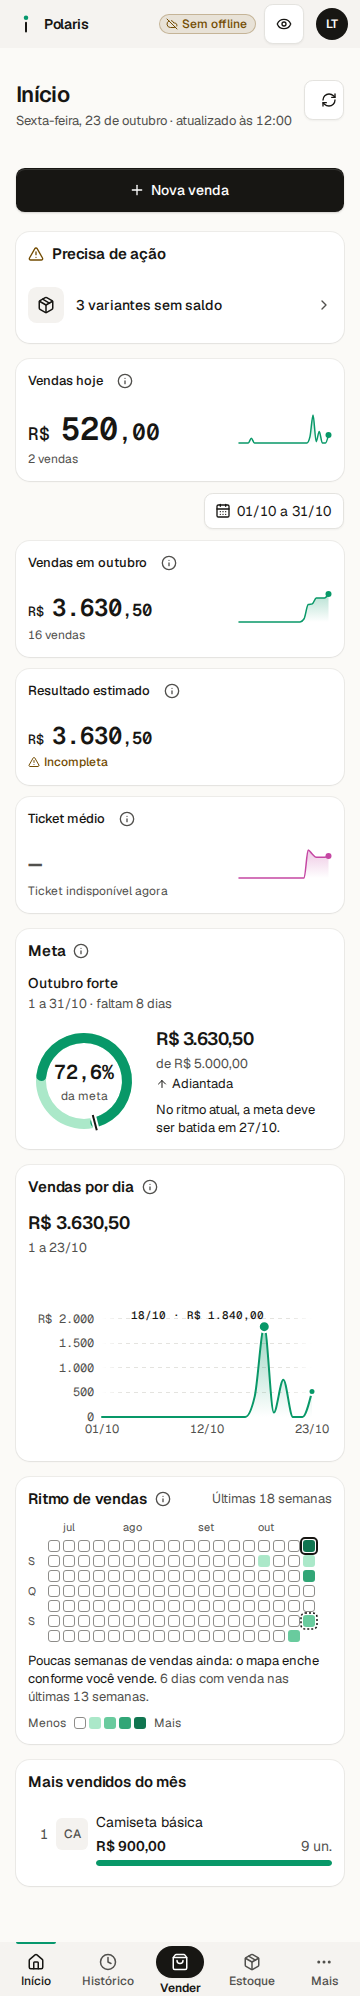 Polaris
Sem offline
LT
Início
Sexta-feira, 23 de outubro · atualizado às 12:00
Nova venda
Precisa de ação
3 variantes sem saldo
Vendas hoje
R$ 520,00
2 vendas
01/10 a 31/10
Vendas em outubro
R$ 3.630,50
16 vendas
Resultado estimado
R$ 3.630,50
Incompleta
Ticket médio
—
Ticket indisponível agora
Meta
Outubro forte
1 a 31/10 · faltam 8 dias
72,6%
da meta
R$ 3.630,50
de R$ 5.000,00
Adiantada
No ritmo atual, a meta deve
ser batida em 27/10.
Vendas por dia
R$ 3.630,50
1 a 23/10
18/10 · R$ 1.840,00
R$ 2.000
1.500
1.000
500
0
01/10 12/10 23/10
Ritmo de vendas
Últimas 18 semanas
jul ago set out
S
Q
S
Poucas semanas de vendas ainda: o mapa enche
conforme você vende. 6 dias com venda nas
últimas 13 semanas.
Menos Mais
Mais vendidos do mês
1 CA Camiseta básica
R$ 900,00 9 un.
Início Histórico Vender Estoque Mais